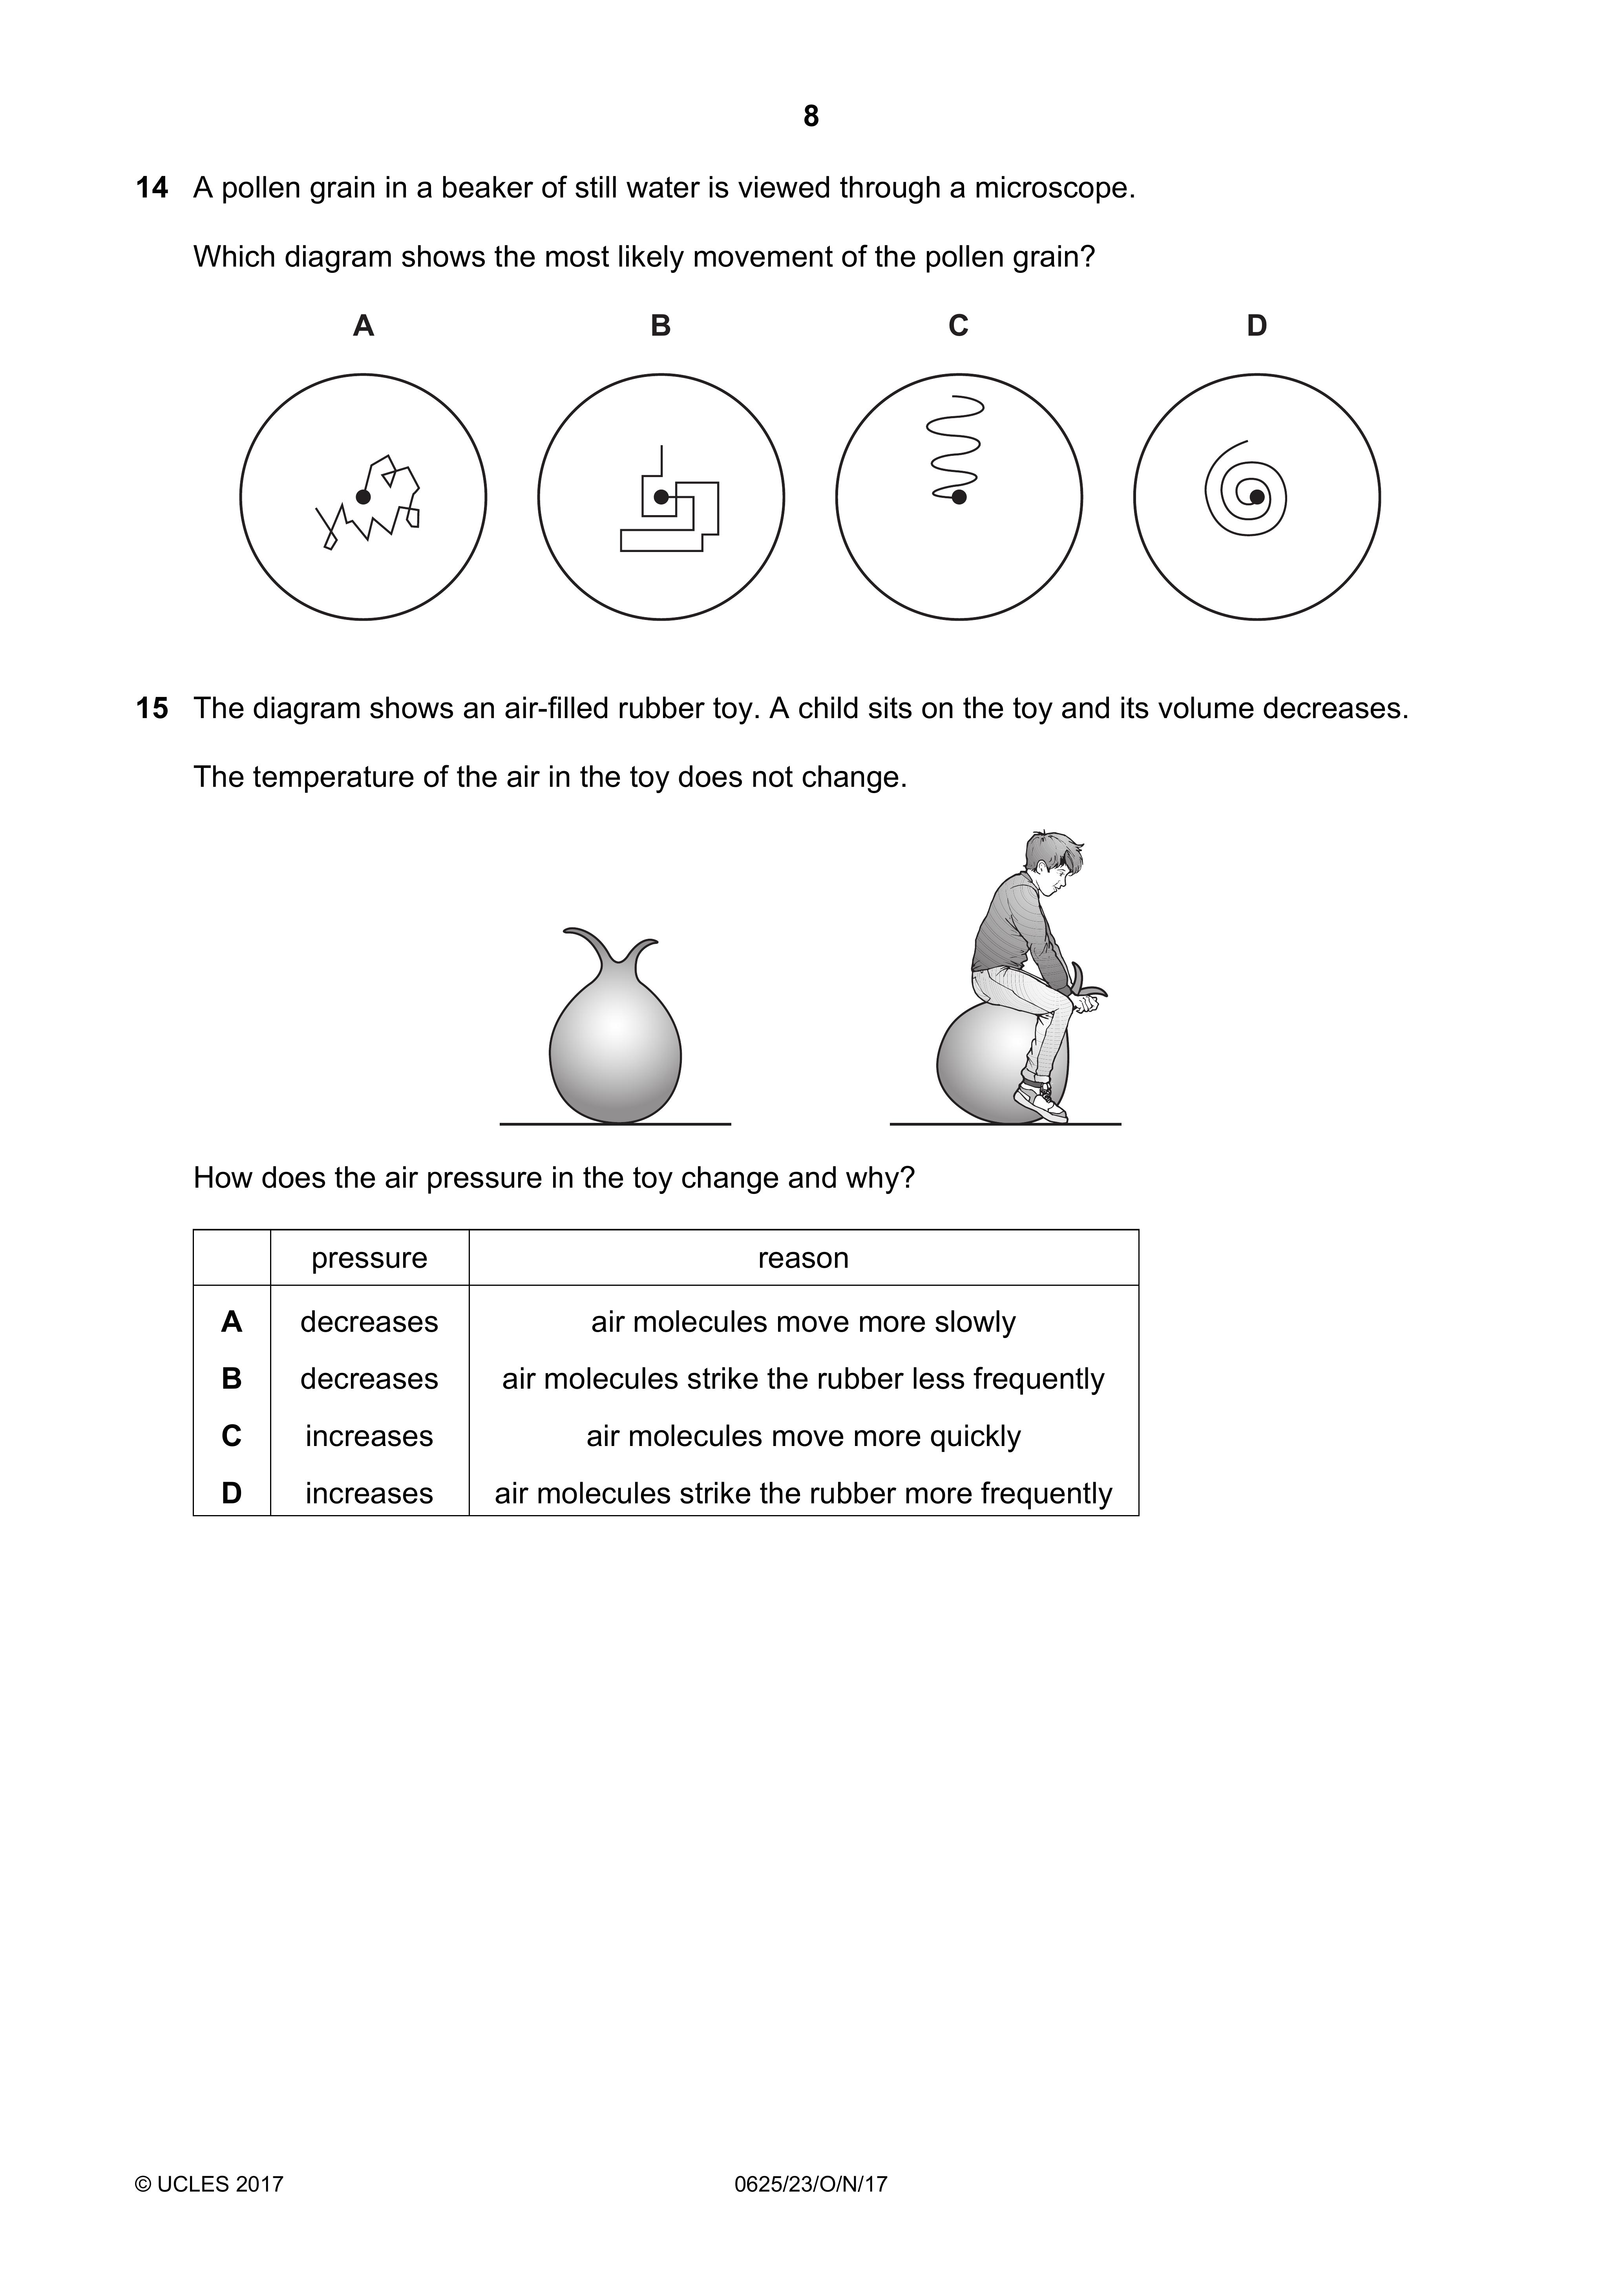 8
14 A pollen grain in a beaker of still water is viewed through a microscope.
Which diagram shows the most likely movement of the pollen grain?
A B C D
15 The diagram shows an air-filled rubber toy. A child sits on the toy and its volume decreases.
The temperature of the air in the toy does not change.
How does the air pressure in the toy change and why?
pressure reason
A decreases air molecules move more slowly
B decreases air molecules strike the rubber less frequently
C increases air molecules move more quickly
D increases air molecules strike the rubber more frequently
© UCLES 2017 0625/23/O/N/17